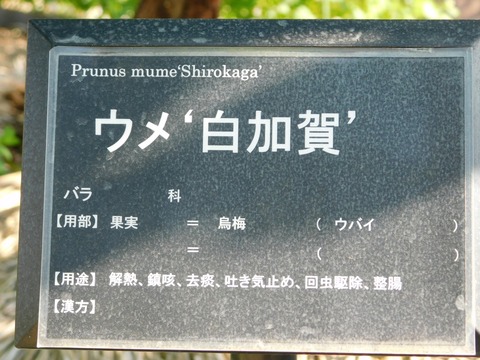 Prunus mume‘Shirokaga’
ウメ‘白加賀’
バラ 科
【用部】 果実 ＝ 烏梅 ( ウバイ )
＝ ( )
【用途】 解熱、鎮咳、去痰、吐き気止め、回虫駆除、整腸
【漢方】